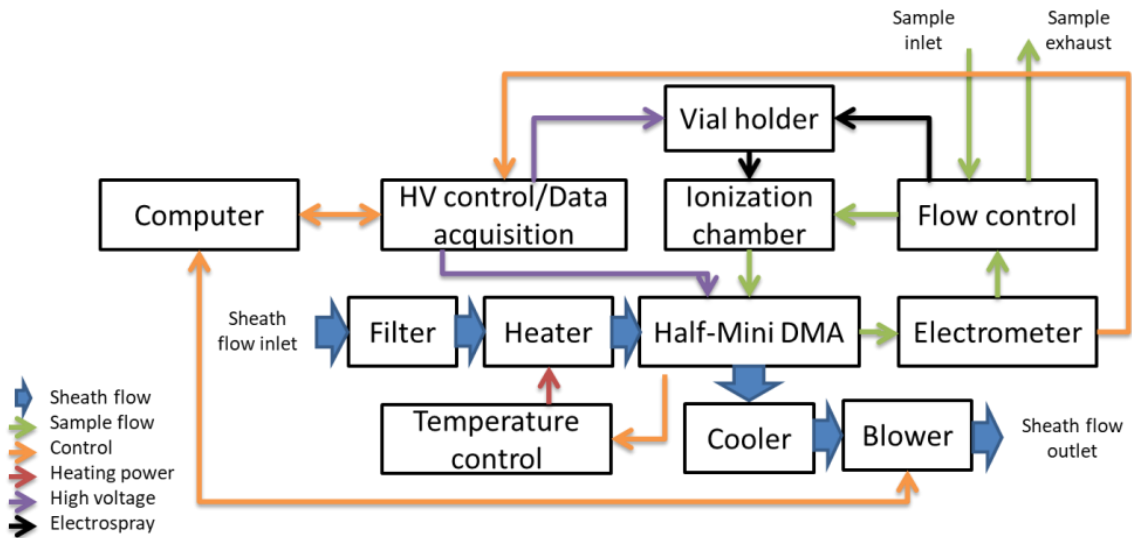 Sample
inlet
Sample
exhaust
Vial holder
Computer
HV control/Data
acquisition
Ionization
chamber
Flow control
Sheath
flow inlet
Filter
Heater
Half-Mini DMA
Electrometer
Temperature
control
Cooler
Blower
Sheath flow
outlet
Sheath flow
Sample flow
Control
Heating power
High voltage
Electrospray